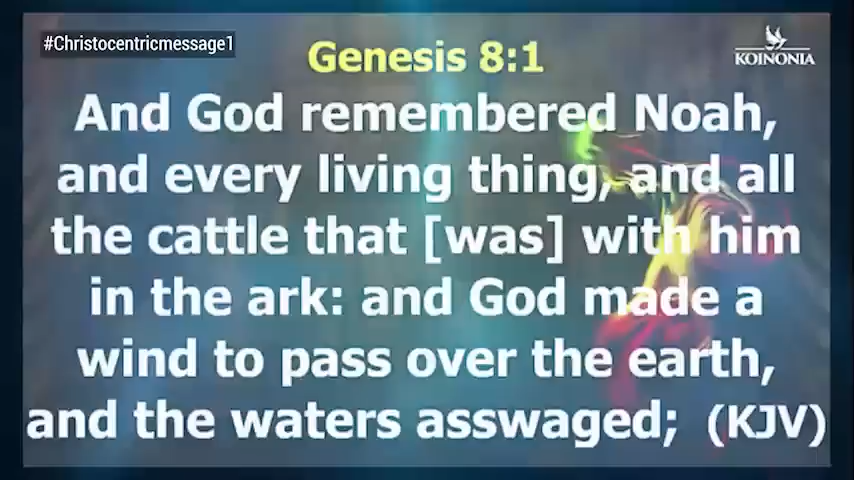 #Christocentricmessage1
KOINONIA
Genesis 8:1
And God remembered Noah,
and every living thing, and all
the cattle that [was] with him
in the ark: and God made a
wind to pass over the earth,
and the waters asswaged; (KJV)